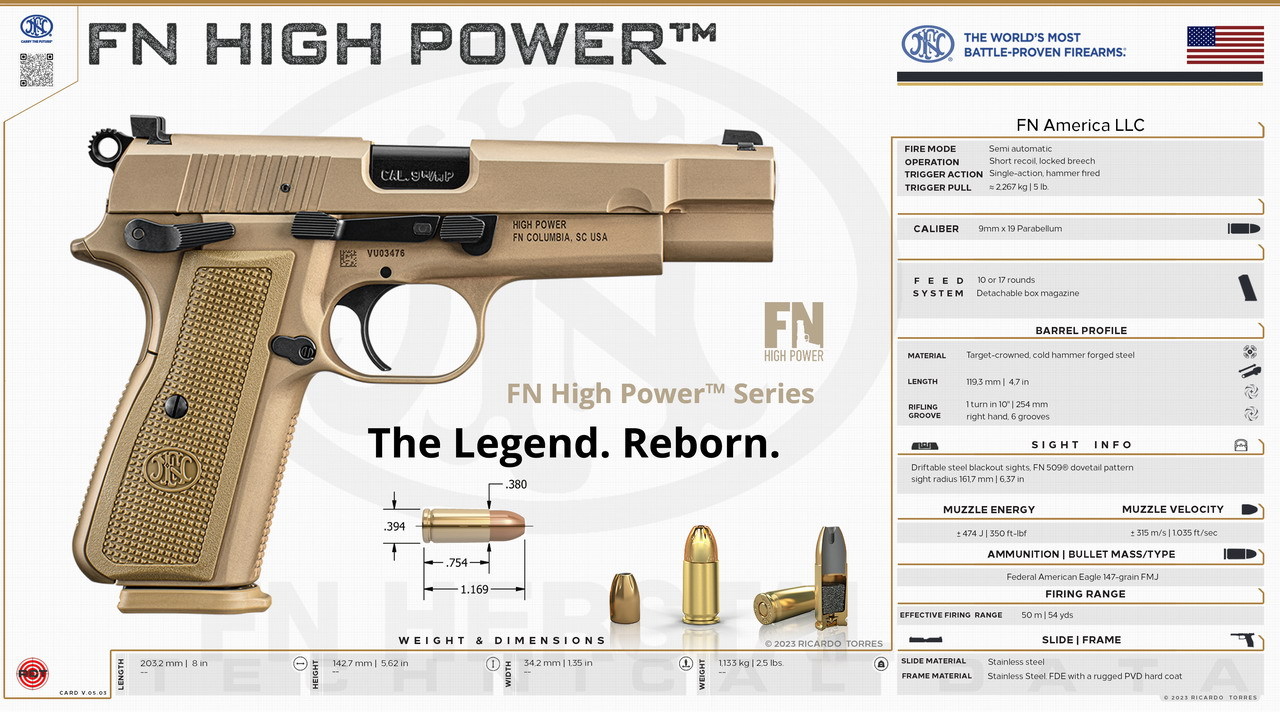 FN HIGH POWER™
FN
CARRY THE FUTURE®
CAL. 9MMP
HIGH POWER
FN COLUMBIA, SC USA
VU03476
FN
FN
HIGH POWER
FN High Power™ Series
The Legend. Reborn.
.380
.394
.754
1.169
© 2023 RICARDO TORRES
WEIGHT & DIMENSIONS
LENGTH
203,2 mm | 8 in
--
HEIGHT
142.7 mm | 5.62 in
--
WIDTH
34.2 mm | 1.35 in
WEIGHT
1.133 kg | 2.5 lbs.
--
RDT
CARD V.05.03
TECHNICAL DATA
FN
THE WORLD'S MOST
BATTLE-PROVEN FIREARMS.®
FN America LLC
FIRE MODE Semi automatic
OPERATION Short recoil, locked breech
TRIGGER ACTION Single-action, hammer fired
TRIGGER PULL ≈ 2,267 kg | 5 lb.
CALIBER 9mm x 19 Parabellum
FEED SYSTEM
10 or 17 rounds
Detachable box magazine
BARREL PROFILE
MATERIAL Target-crowned, cold hammer forged steel
LENGTH 119,3 mm | 4,7 in
RIFLING GROOVE
1 turn in 10" | 254 mm
right hand, 6 grooves
SIGHT INFO
Driftable steel blackout sights, FN 509® dovetail pattern
sight radius 161,7 mm | 6,37 in
MUZZLE ENERGY
± 474 J | 350 ft-lbf
MUZZLE VELOCITY
± 315 m/s | 1.035 ft/sec
AMMUNITION | BULLET MASS/TYPE
Federal American Eagle 147-grain FMJ
FIRING RANGE
EFFECTIVE FIRING RANGE 50 m | 54 yds
SLIDE | FRAME
SLIDE MATERIAL Stainless steel
FRAME MATERIAL Stainless Steel. FDE with a rugged PVD hard coat
© 2023 RICARDO TORRES